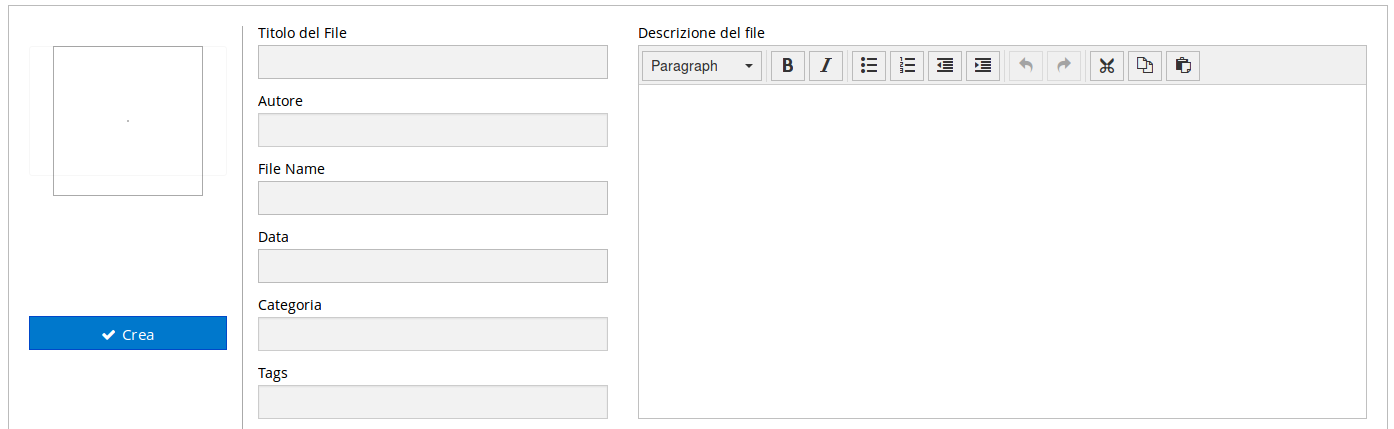 Crea
Titolo del File
Autore
File Name
Data
Categoria
Tags
Descrizione del file
Paragraph B I